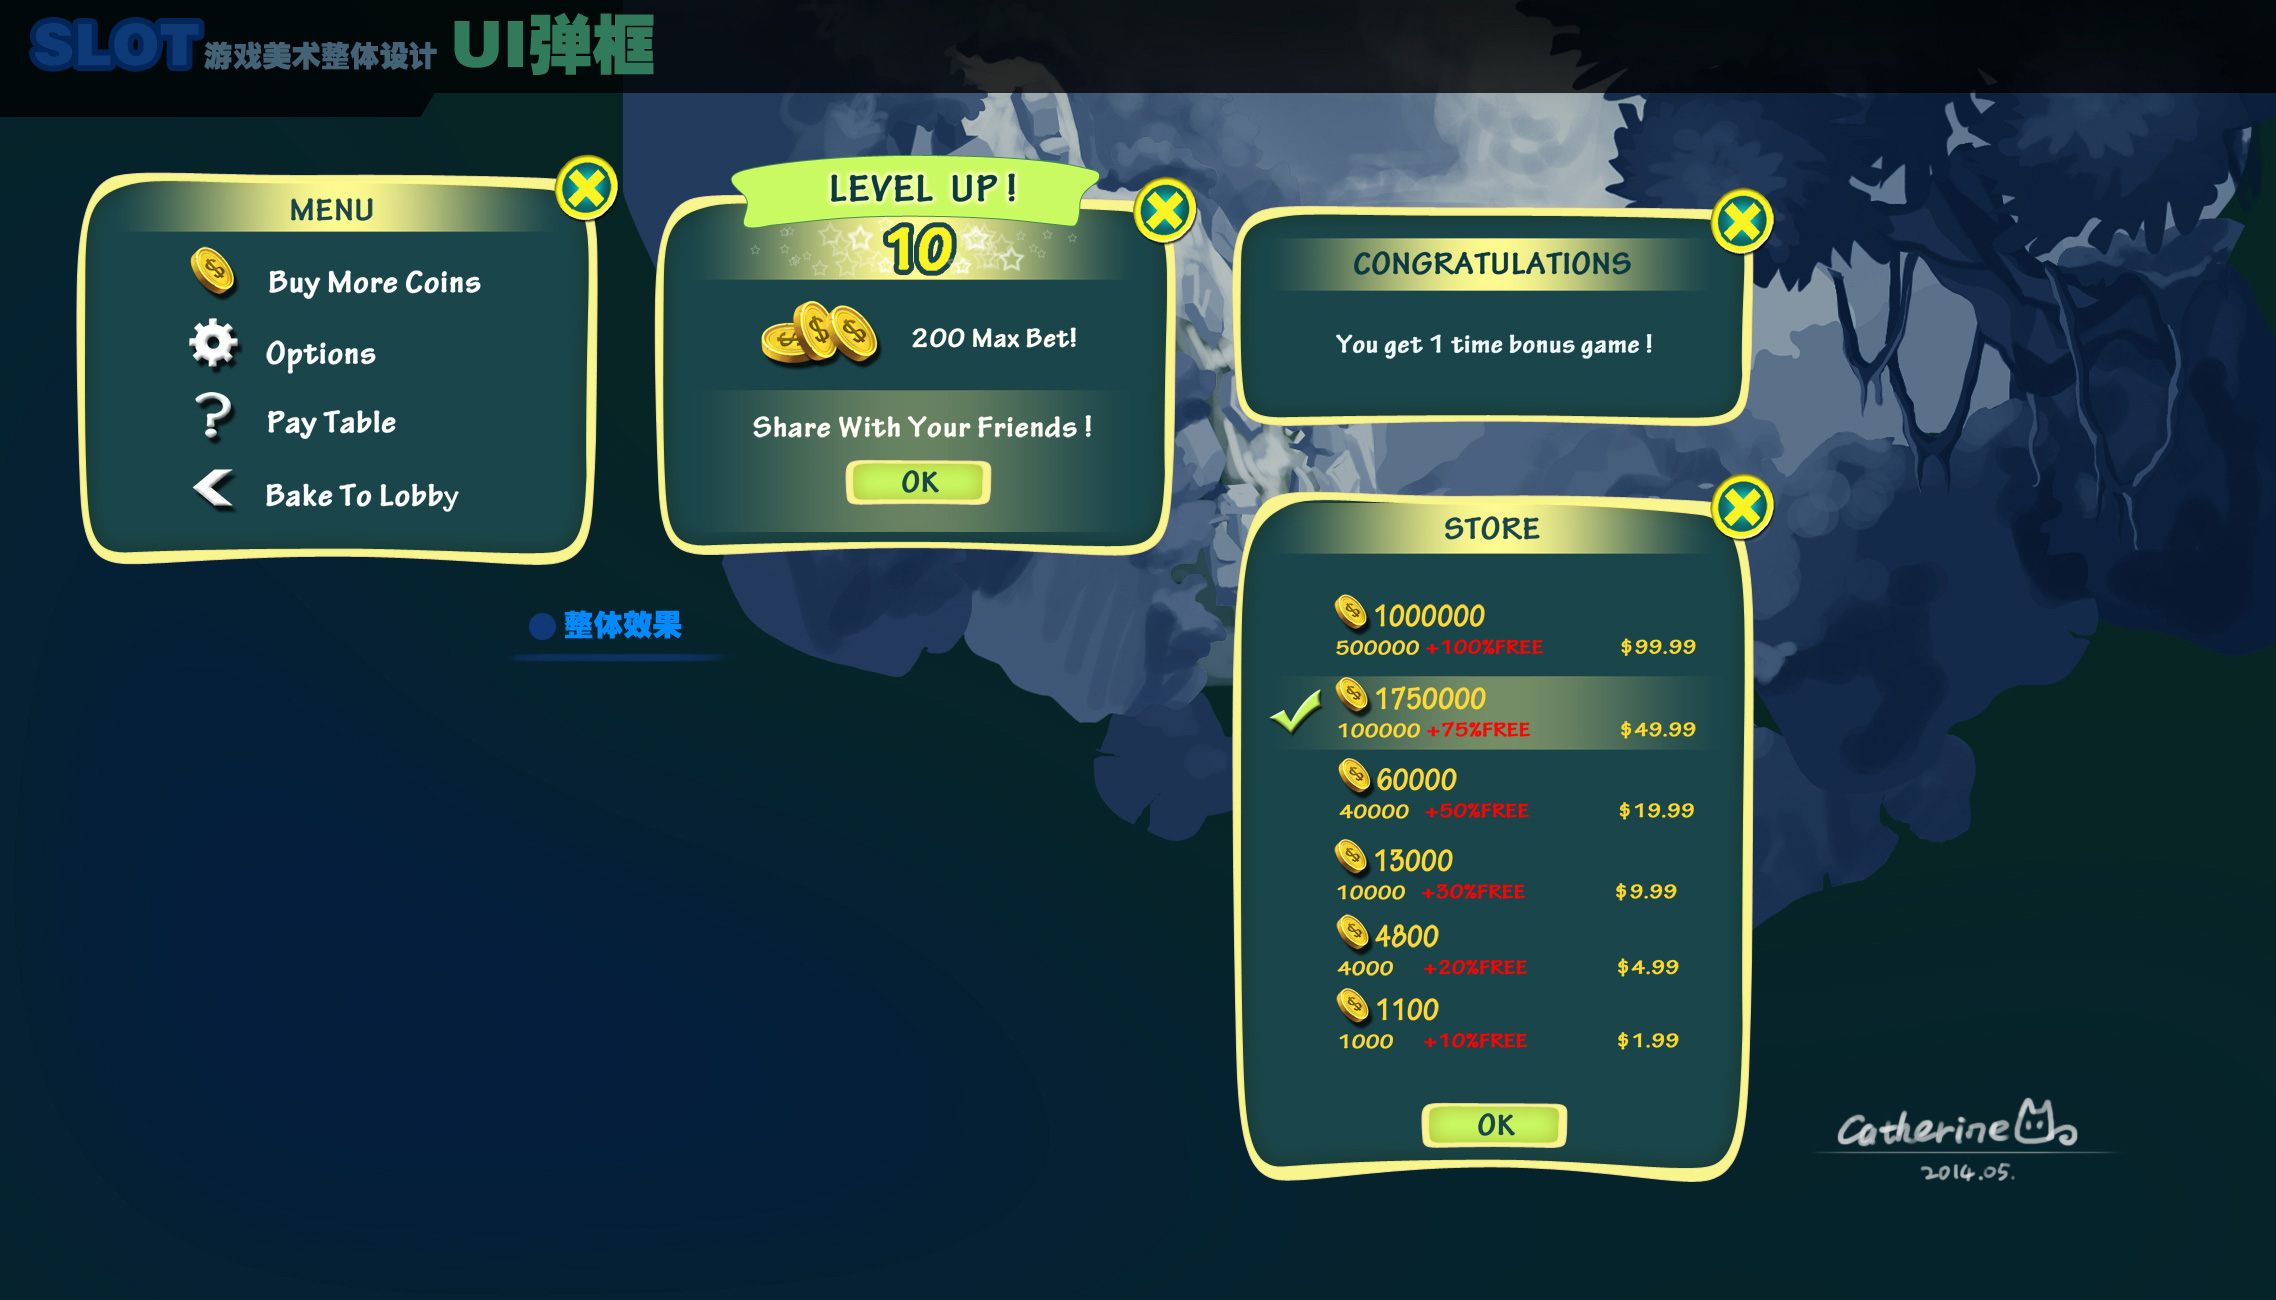 SLOT游戏美术整体设计 UI弹框
MENU
Buy More Coins
Options
Pay Table
Bake To Lobby
LEVEL UP!
10
200 Max Bet!
Share With Your Friends !
OK
CONGRATULATIONS
You get 1 time bonus game !
整体效果
STORE
1000000
500000 +100%FREE $99.99
1750000
100000 +75%FREE $49.99
60000
40000 +50%FREE $19.99
13000
10000 +30%FREE $9.99
4800
4000 +20%FREE $4.99
1100
1000 +10%FREE $1.99
OK
Catherine
2014.05.